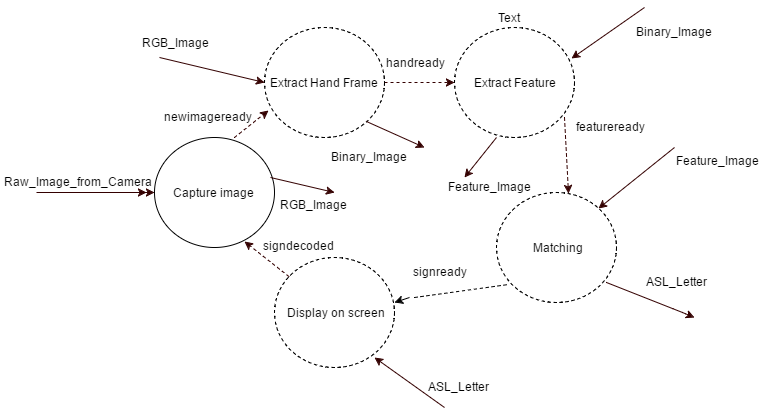 Text
RGB_Image
Binary_Image
handready
Extract Hand Frame
Extract Feature
newimageready
featureready
Binary_Image
Feature_Image
Raw_Image_from_Camera
Capture image
Feature_Image
RGB_Image
signdecoded
Matching
signready
ASL_Letter
Display on screen
ASL_Letter